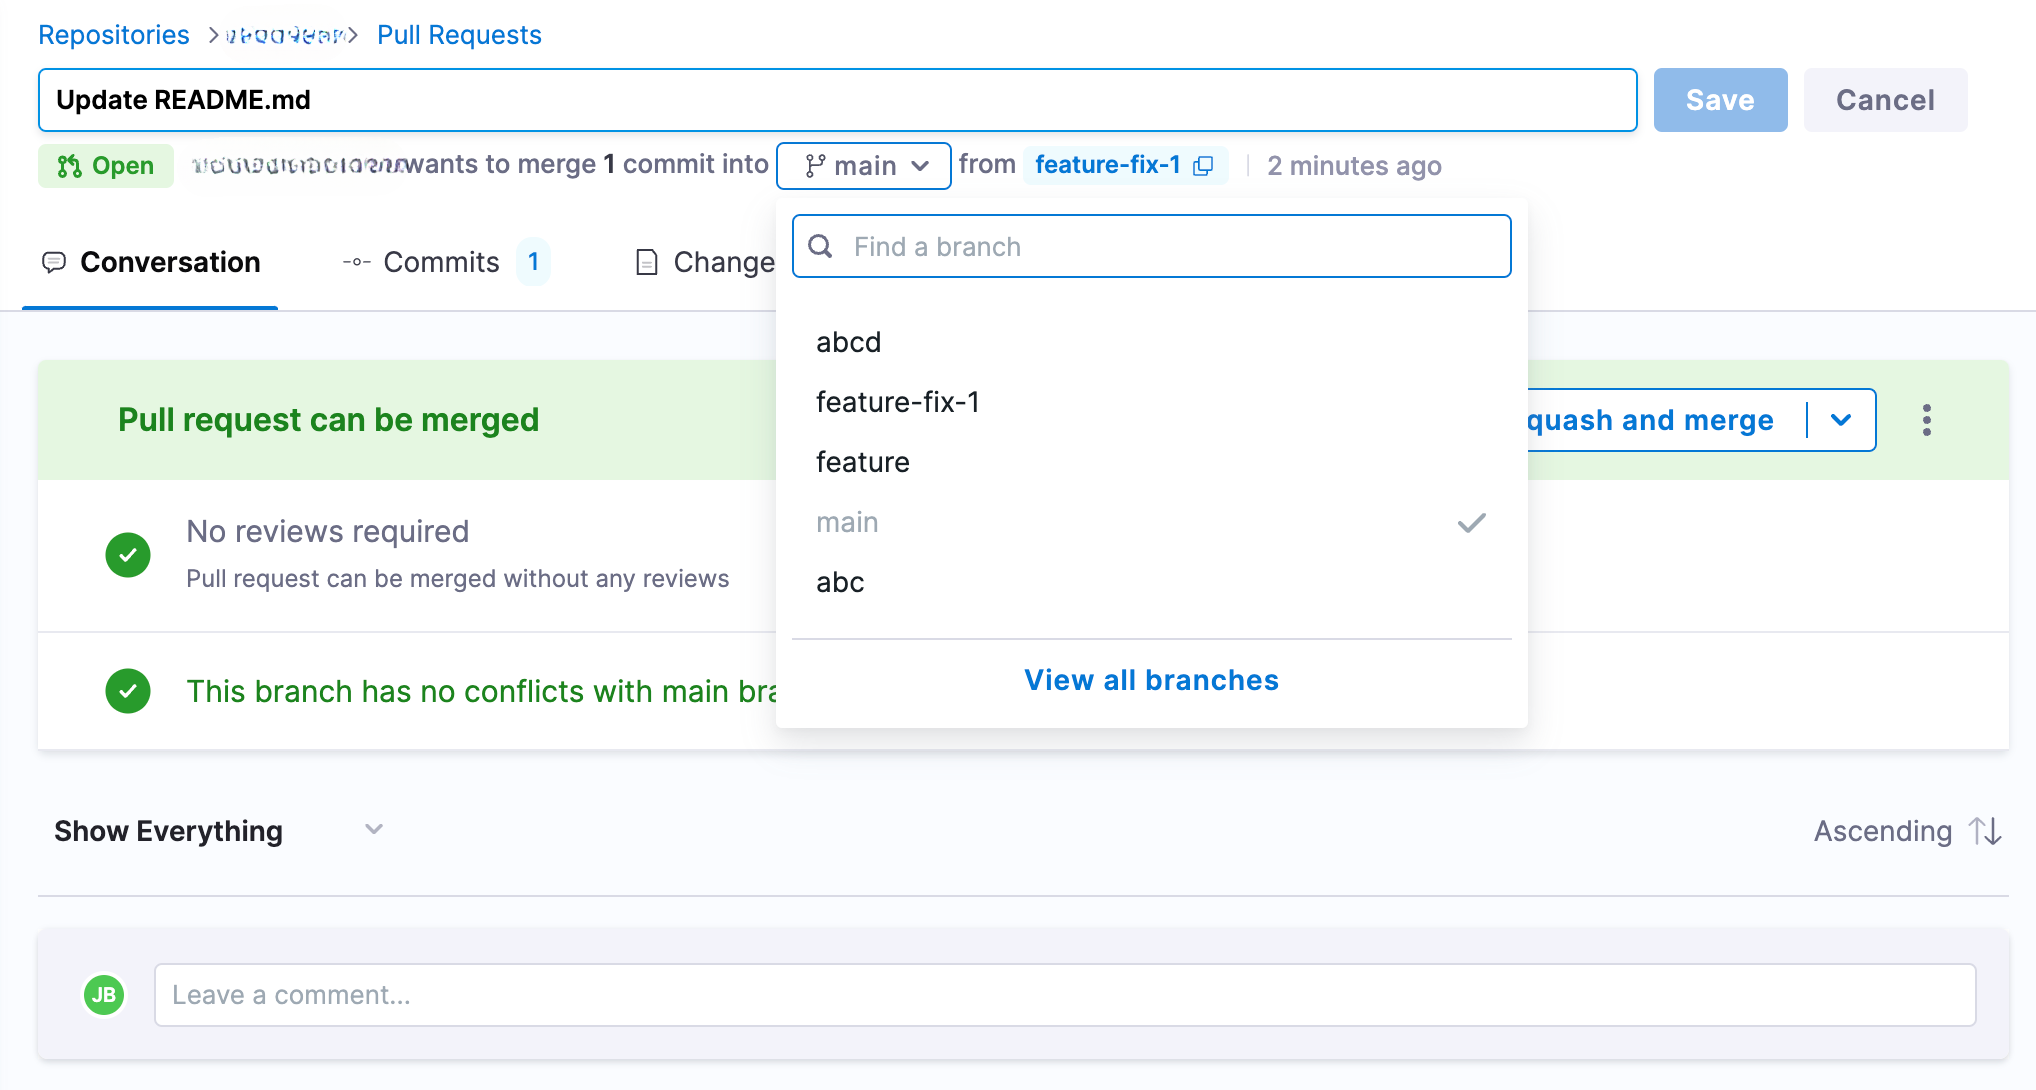 Repositories > > Pull Requests
Update README.md
Save
Cancel
Open
wants to merge 1 commit into main from feature-fix-1
2 minutes ago
Conversation
Commits 1
Change
Find a branch
abcd
feature-fix-1
feature
main
abc
View all branches
Pull request can be merged
quash and merge
No reviews required
Pull request can be merged without any reviews
This branch has no conflicts with main bra
Show Everything
Ascending
JB
Leave a comment...